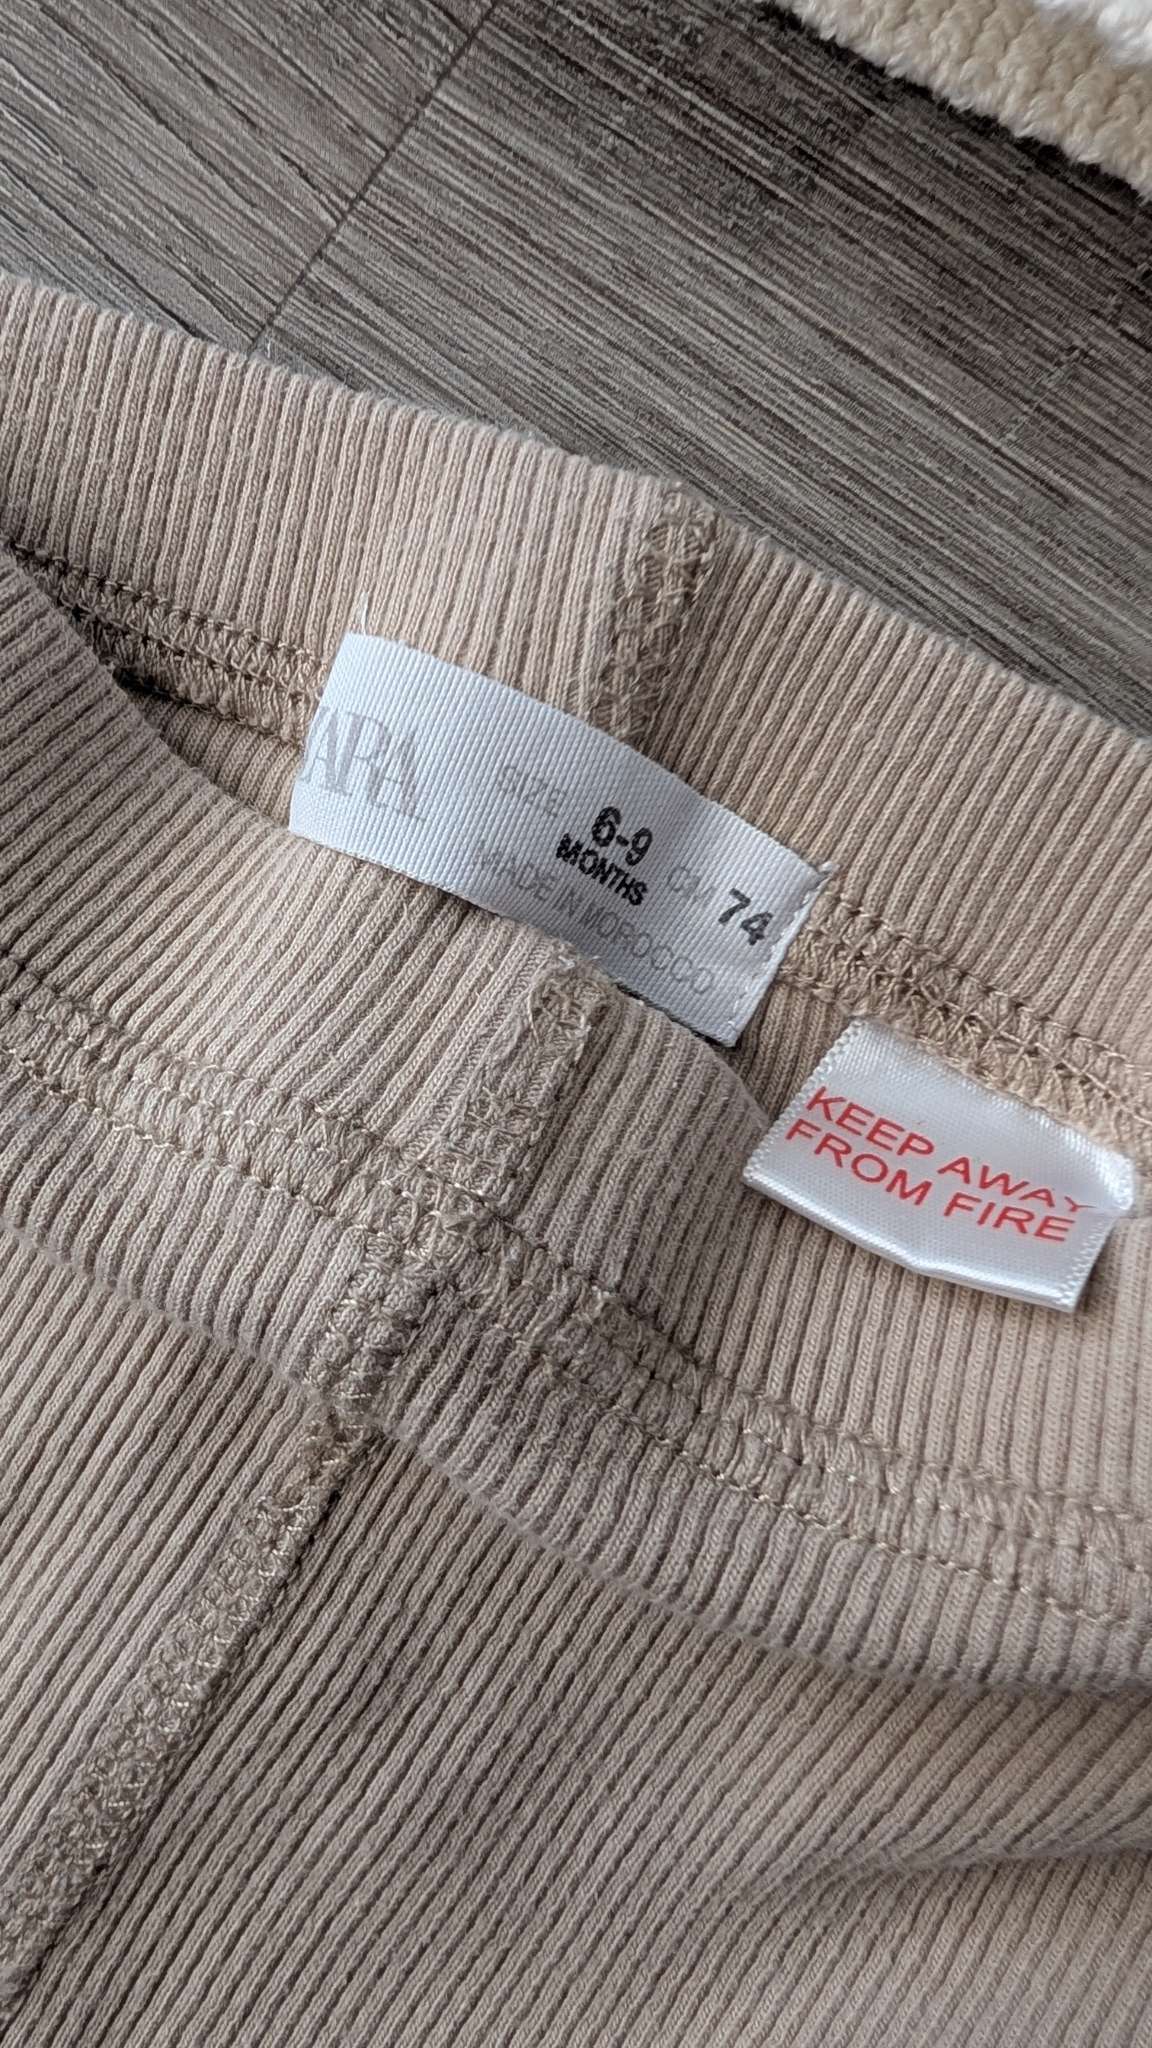 ZARA
SIZE 6-9 MONTHS CM 74
MADE IN MOROCCO
KEEP AWAY
FROM FIRE